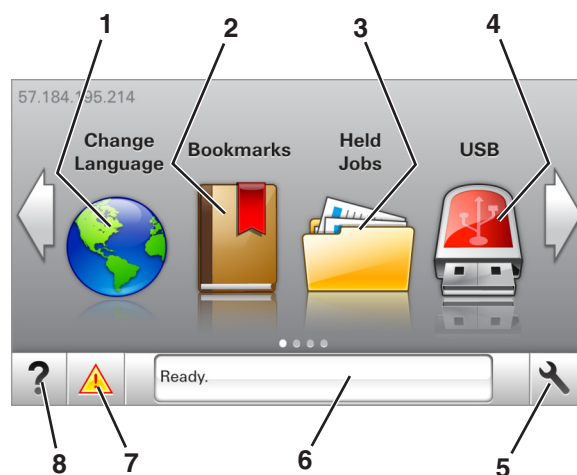 1 2 3 4
57.184.195.214
Change Language
Bookmarks
Held Jobs
USB
?
Ready.
8 7 6 5